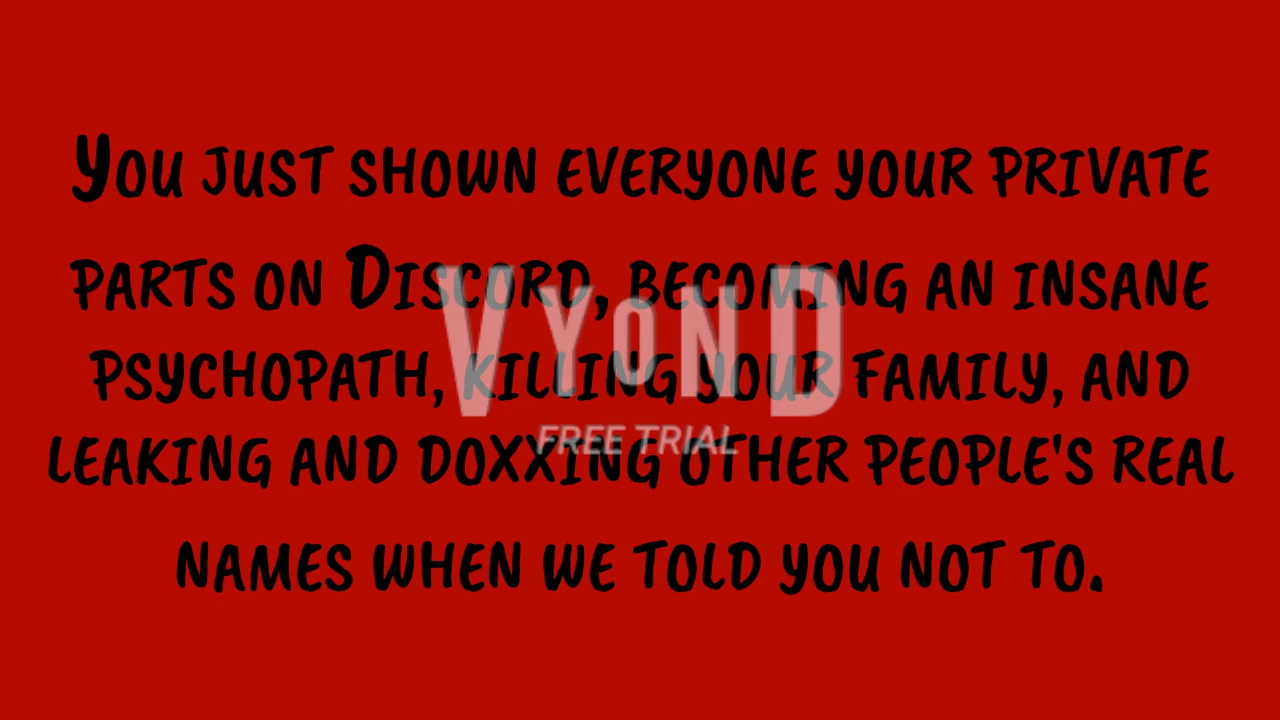 You just shown everyone your private
parts on Discord, becoming an insane
psychopath, killing your family, and
leaking and doxxing other people's real
names when we told you not to.
VYOND
FREE TRIAL